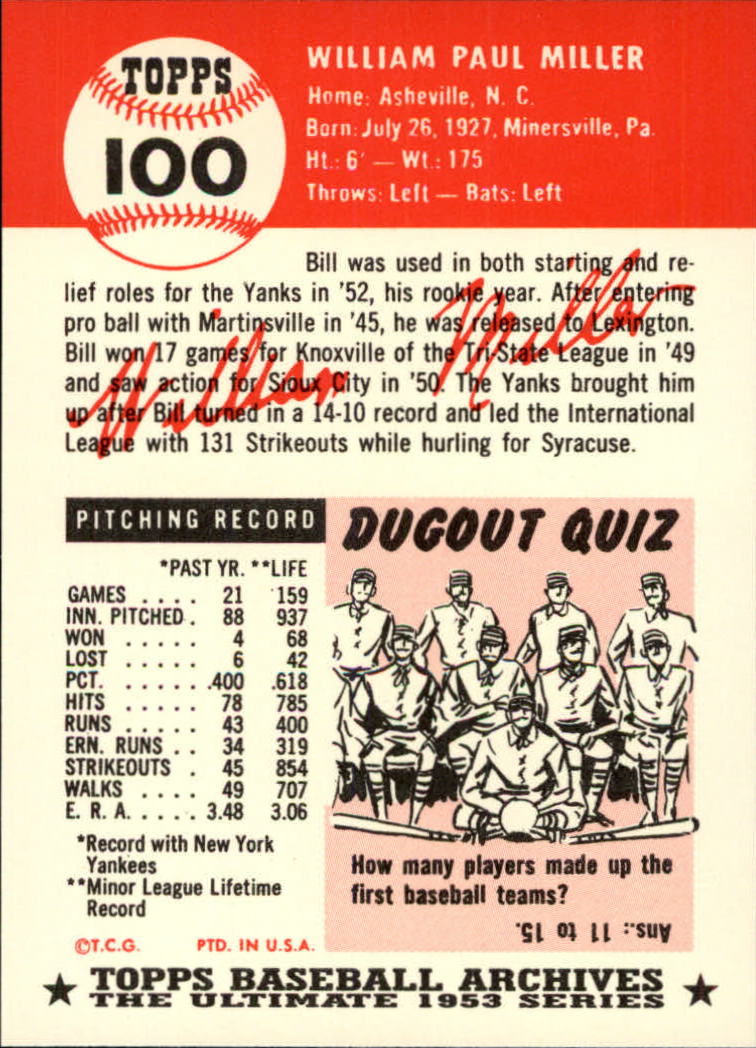 TOPPS
100
WILLIAM PAUL MILLER
Home: Asheville, N. C.
Born: July 26, 1927, Minersville, Pa.
Ht.: 6' — Wt.: 175
Throws: Left — Bats: Left
Bill was used in both starting and re-
lief roles for the Yanks in '52, his rookie year. After entering
pro ball with Martinsville in '45, he was released to Lexington.
Bill won 17 games for Knoxville of the Tri-State League in '49
and saw action for Sioux City in '50. The Yanks brought him
up after Bill turned in a 14-10 record and led the International
League with 131 Strikeouts while hurling for Syracuse.
William Miller
PITCHING RECORD
*PAST YR. **LIFE
GAMES . . . . 21 159
INN. PITCHED . 88 937
WON . . . . . 4 68
LOST . . . . . 6 42
PCT. . . . . . .400 .618
HITS . . . . . 78 785
RUNS . . . . . 43 400
ERN. RUNS . . 34 319
STRIKEOUTS . 45 854
WALKS . . . . 49 707
E. R. A. . . . . 3.48 3.06
*Record with New York
Yankees
**Minor League Lifetime
Record
©T.C.G. PTD. IN U.S.A.
DUGOUT QUIZ
How many players made up the
first baseball teams?
Ans.: 11 to 15.
TOPPS BASEBALL ARCHIVES
THE ULTIMATE 1953 SERIES